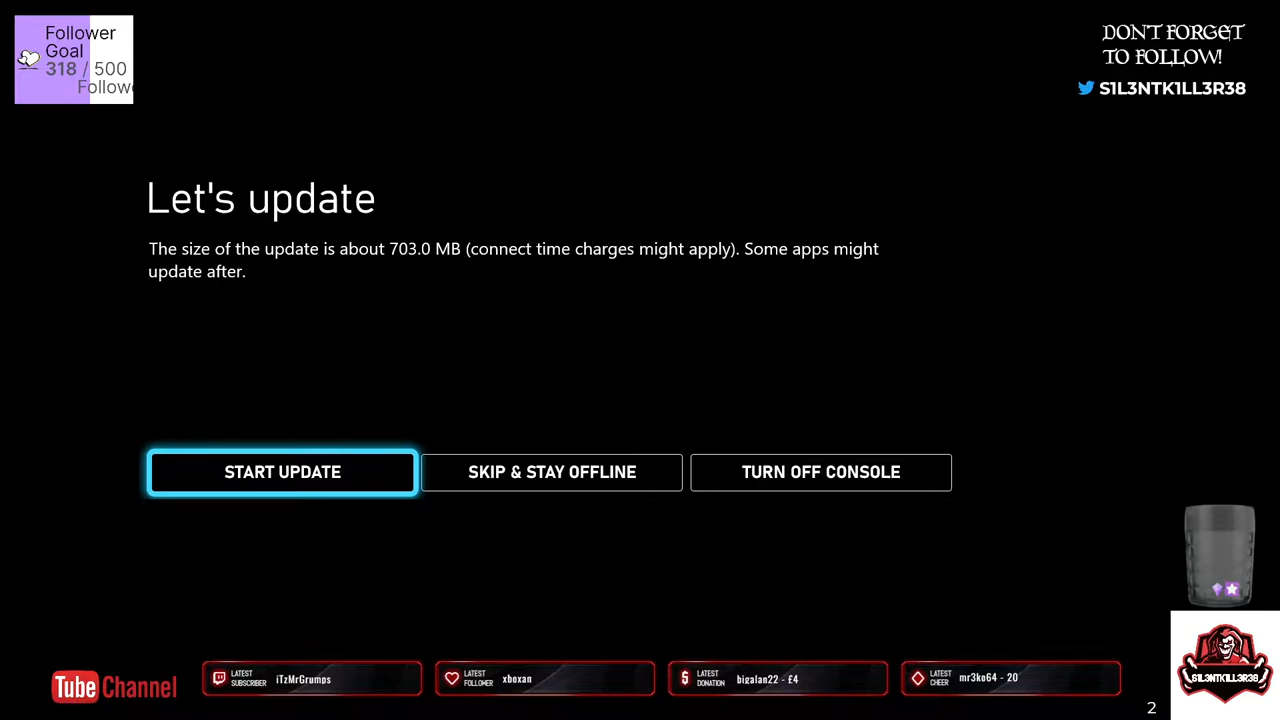 Follower
Goal
318 / 500
Followe
DON'T FORGET
TO FOLLOW!
S1L3NTK1LL3R38
Let's update
The size of the update is about 703.0 MB (connect time charges might apply). Some apps might
update after.
START UPDATE
SKIP & STAY OFFLINE
TURN OFF CONSOLE
Tube Channel
LATEST
SUBSCRIBER
iTzMrGrumps
LATEST
FOLLOWER
xboxan
LATEST
DONATION
bigalan22 - £4
LATEST
CHEER
mr3ko64 - 20
S1L3NTK1LL3R38
2